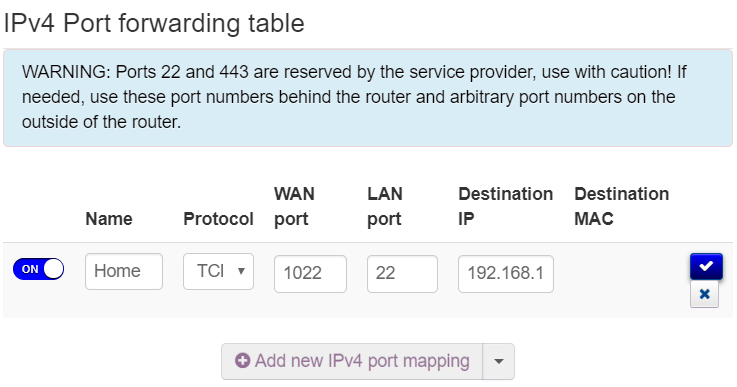 IPv4 Port forwarding table
WARNING: Ports 22 and 443 are reserved by the service provider, use with caution! If
needed, use these port numbers behind the router and arbitrary port numbers on the
outside of the router.
Name Protocol WAN port LAN port Destination IP Destination MAC
ON Home TCI 1022 22 192.168.1
Add new IPv4 port mapping